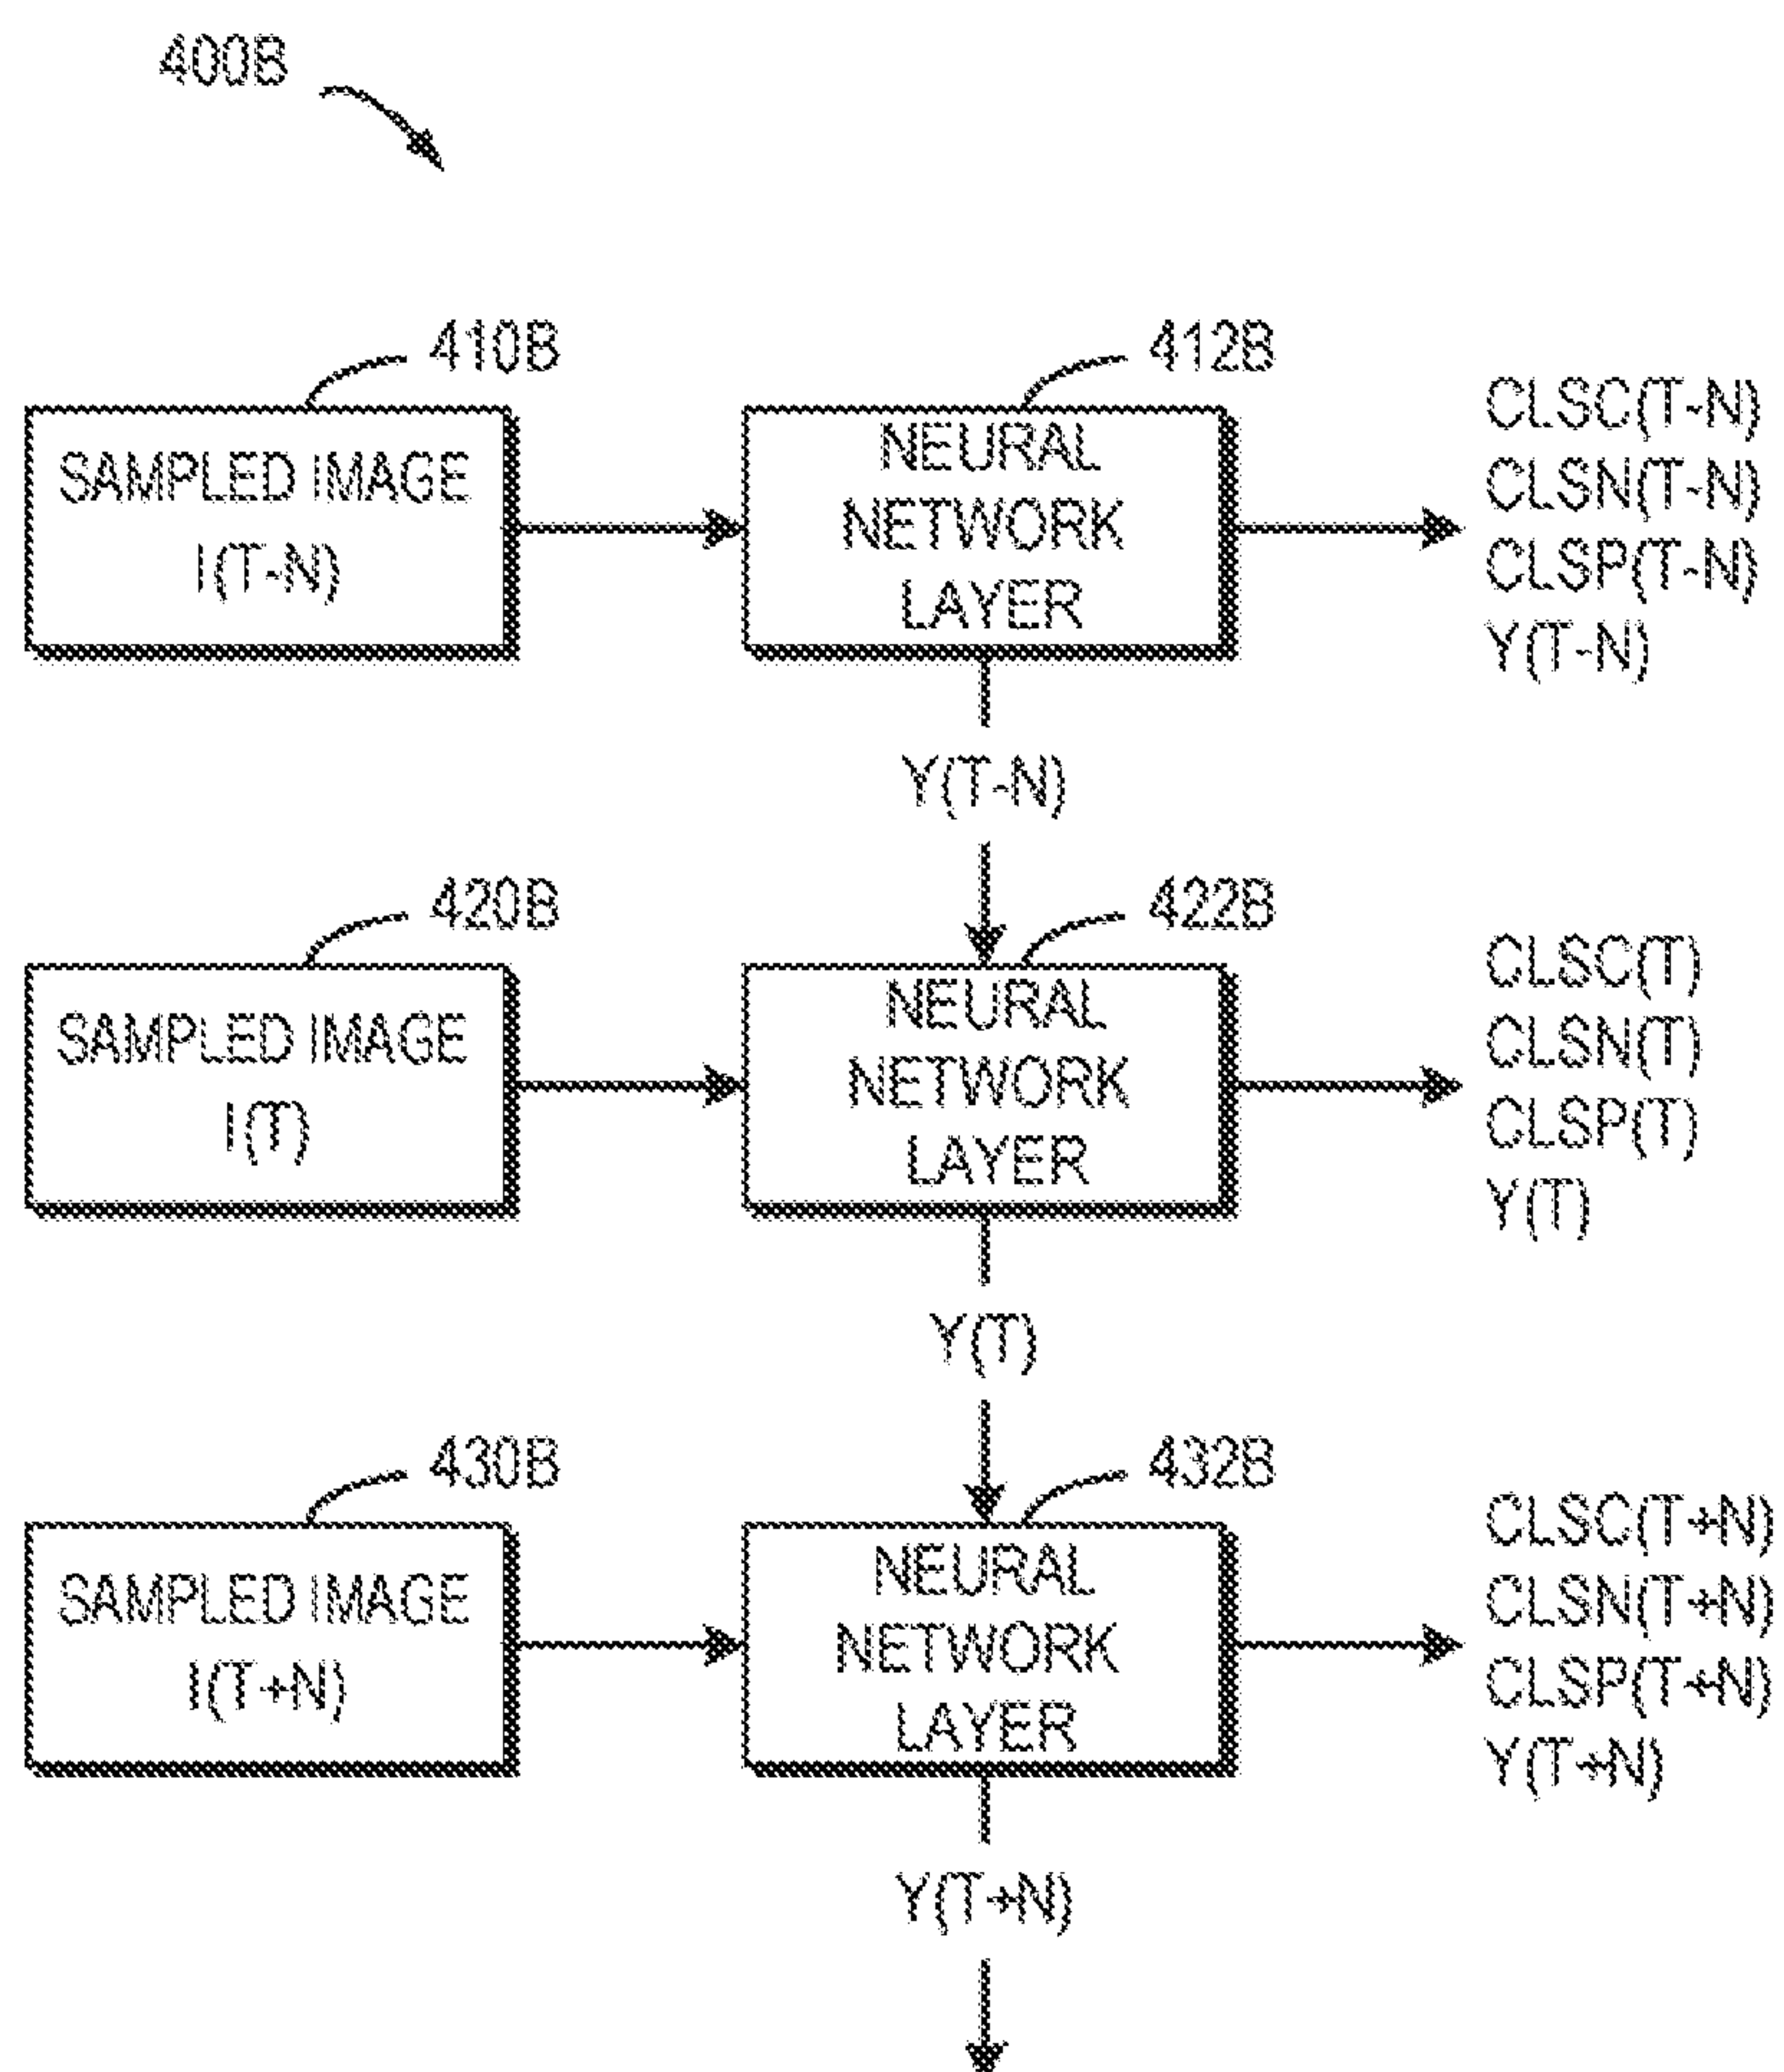 400B
410B
412B
SAMPLED IMAGE
I(T-N)
NEURAL
NETWORK
LAYER
CLSC(T-N)
CLSN(T-N)
CLSP(T-N)
Y(T-N)
Y(T-N)
420B
422B
SAMPLED IMAGE
I(T)
NEURAL
NETWORK
LAYER
CLSC(T)
CLSN(T)
CLSP(T)
Y(T)
Y(T)
430B
432B
SAMPLED IMAGE
I(T+N)
NEURAL
NETWORK
LAYER
CLSC(T+N)
CLSN(T+N)
CLSP(T+N)
Y(T+N)
Y(T+N)